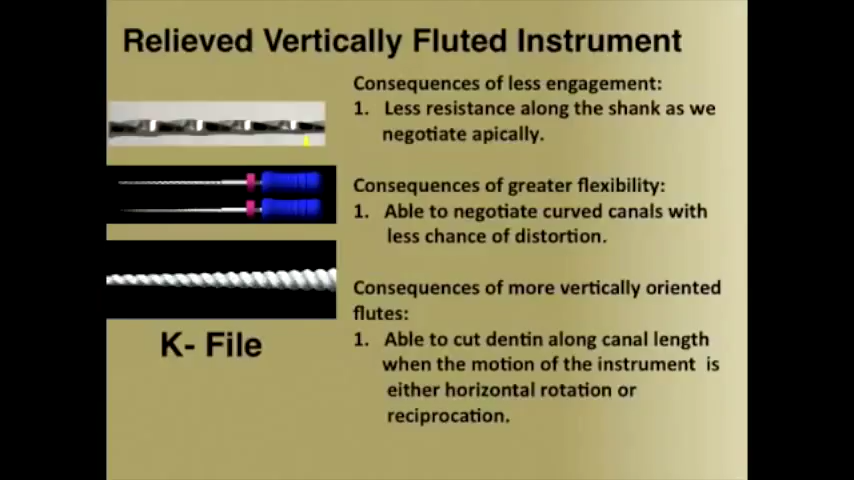 Relieved Vertically Fluted Instrument
Consequences of less engagement:
1. Less resistance along the shank as we
negotiate apically.
Consequences of greater flexibility:
1. Able to negotiate curved canals with
less chance of distortion.
Consequences of more vertically oriented
flutes:
1. Able to cut dentin along canal length
when the motion of the instrument is
either horizontal rotation or
reciprocation.
K- File